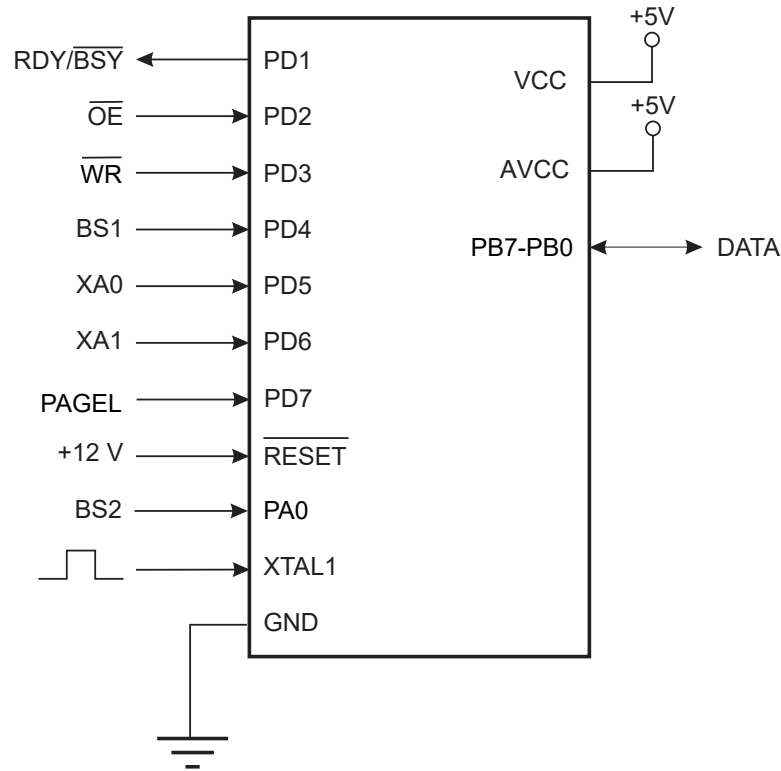 +5V
RDY/BSY PD1
VCC
OE PD2
+5V
WR PD3
AVCC
BS1 PD4
PB7-PB0 DATA
XA0 PD5
XA1 PD6
PAGEL PD7
+12 V RESET
BS2 PA0
XTAL1
GND